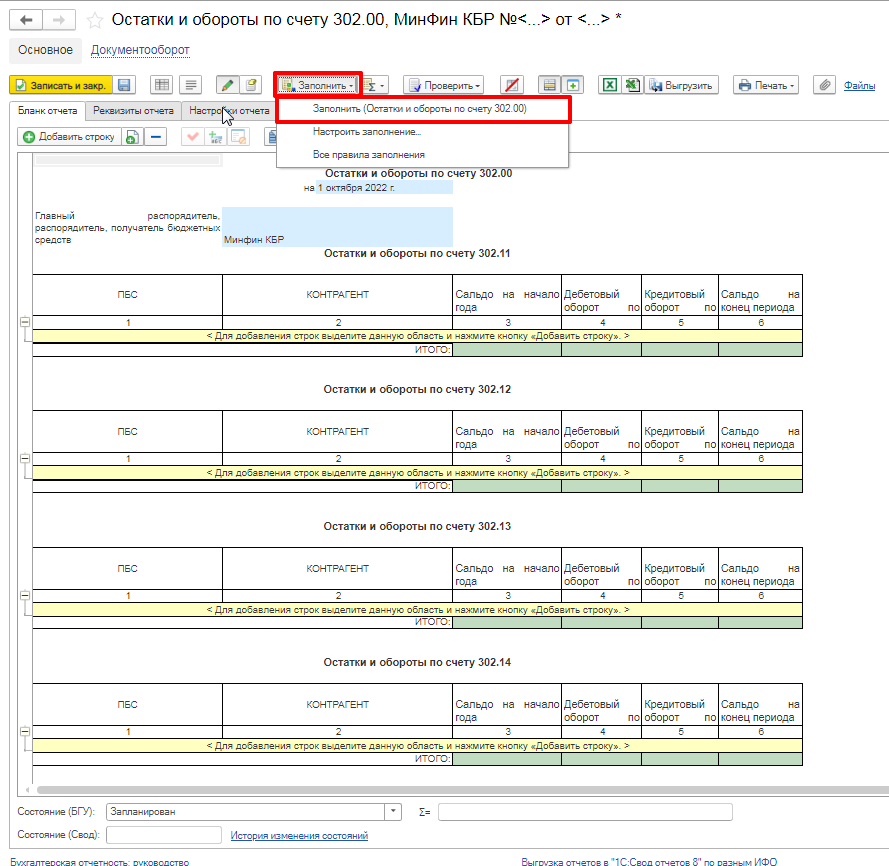 Остатки и обороты по счету 302.00, МинФин КБР №<...> от <...> *
Основное Документооборот
Записать и закр. Заполнить Проверить Выгрузить Печать Файлы
Бланк отчета Реквизиты отчета Настройки отчета
Заполнить (Остатки и обороты по счету 302.00)
Добавить строку
Настроить заполнение...
Все правила заполнения
Остатки и обороты по счету 302.00
на 1 октября 2022 г.
Главный распорядитель,
распорядитель, получатель бюджетных
средств
Минфин КБР
Остатки и обороты по счету 302.11
ПБС КОНТРАГЕНТ Сальдо на начало года Дебетовый оборот по Кредитовый оборот по Сальдо на конец периода
1 2 3 4 5 6
< Для добавления строк выделите данную область и нажмите кнопку «Добавить строку». >
ИТОГО:
Остатки и обороты по счету 302.12
ПБС КОНТРАГЕНТ Сальдо на начало года Дебетовый оборот по Кредитовый оборот по Сальдо на конец периода
1 2 3 4 5 6
< Для добавления строк выделите данную область и нажмите кнопку «Добавить строку». >
ИТОГО:
Остатки и обороты по счету 302.13
ПБС КОНТРАГЕНТ Сальдо на начало года Дебетовый оборот по Кредитовый оборот по Сальдо на конец периода
1 2 3 4 5 6
< Для добавления строк выделите данную область и нажмите кнопку «Добавить строку». >
ИТОГО:
Остатки и обороты по счету 302.14
ПБС КОНТРАГЕНТ Сальдо на начало года Дебетовый оборот по Кредитовый оборот по Сальдо на конец периода
1 2 3 4 5 6
< Для добавления строк выделите данную область и нажмите кнопку «Добавить строку». >
ИТОГО:
Состояние (БГУ): Запланирован Σ=
Состояние (Свод): История изменения состояний
Бухгалтерская отчетность: руководство Выгрузка отчетов в "1С:Свод отчетов 8" по разным ИФО